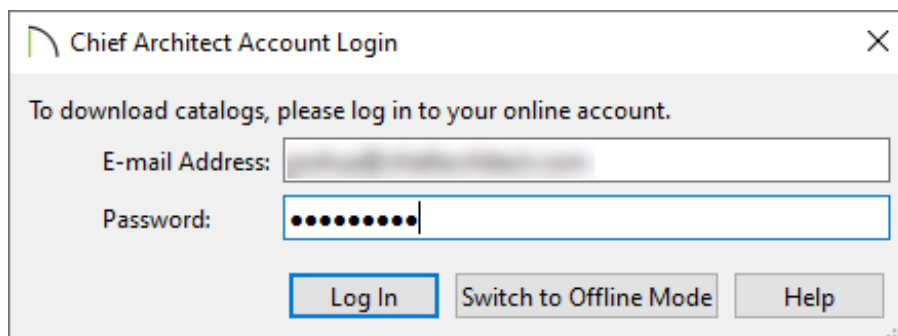 Chief Architect Account Login
To download catalogs, please log in to your online account.
E-mail Address:
Password: ●●●●●●●●●
Log In Switch to Offline Mode Help